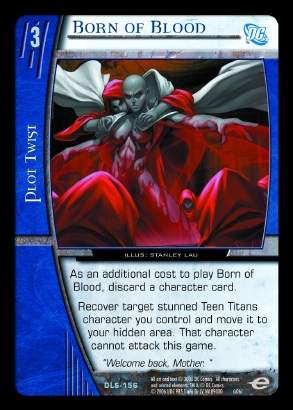 Born of Blood
3
DC
Plot Twist
ILLUS: STANLEY LAU
As an additional cost to play Born of
Blood, discard a character card.
Recover target stunned Teen Titans
character you control and move it to
your hidden area. That character
cannot attack this game.
"Welcome back, Mother."
DLS-156